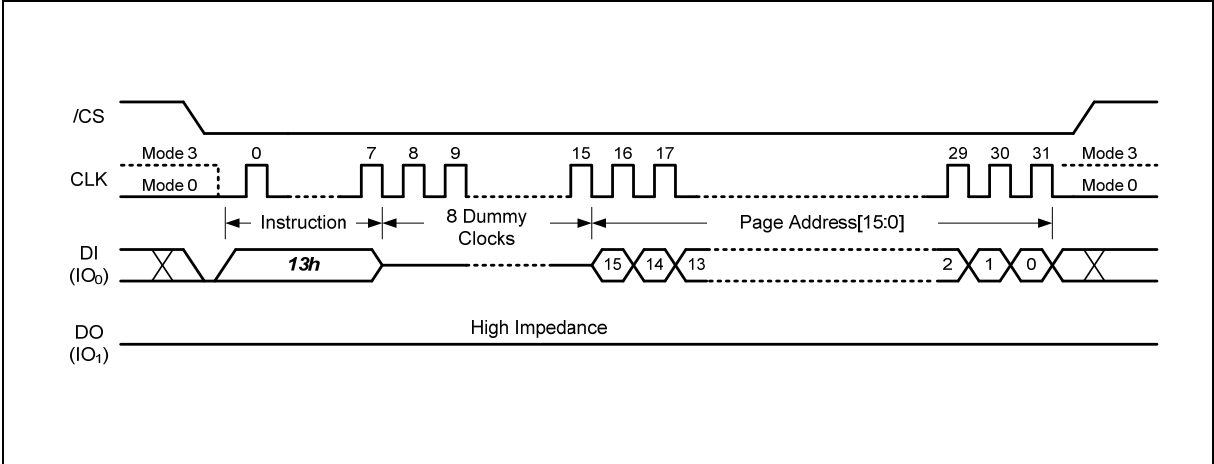 /CS
Mode 3 0 7 8 9 15 16 17 29 30 31 Mode 3
CLK
Mode 0 Mode 0
Instruction 8 Dummy Clocks Page Address[15:0]
DI
(IO₀)
13h 15 14 13 2 1 0
High Impedance
DO
(IO₁)